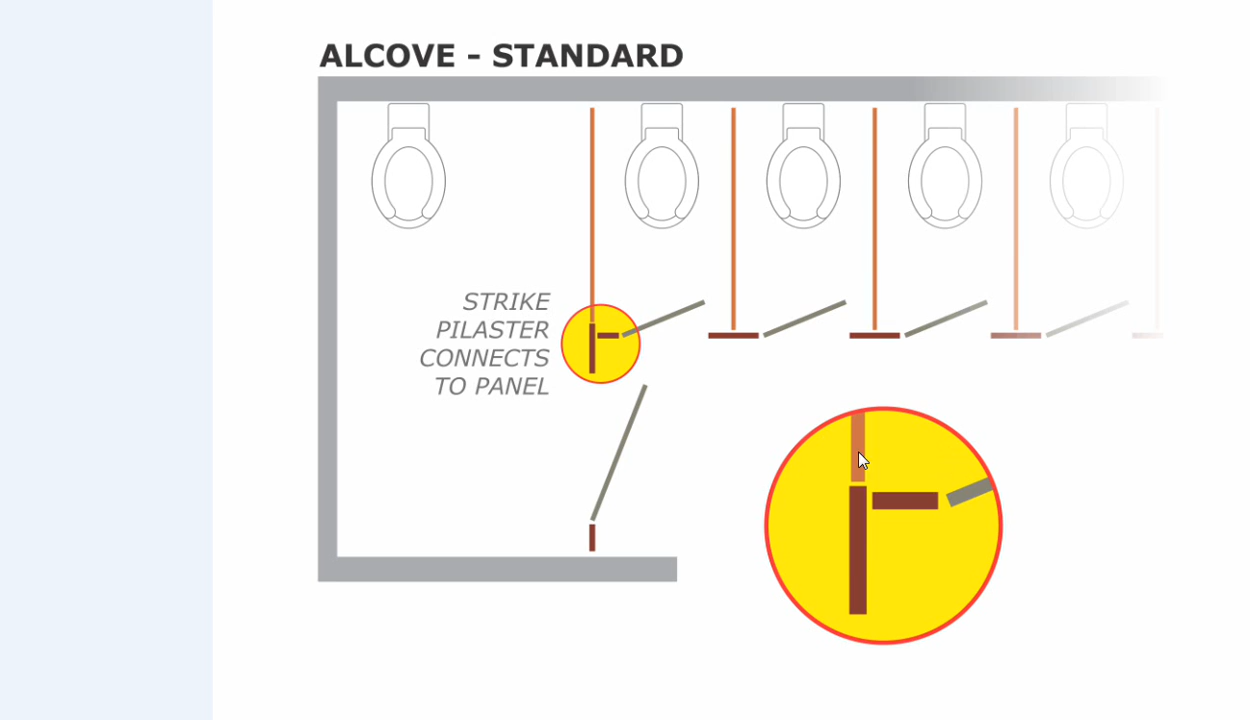 ALCOVE - STANDARD
STRIKE
PILASTER
CONNECTS
TO PANEL